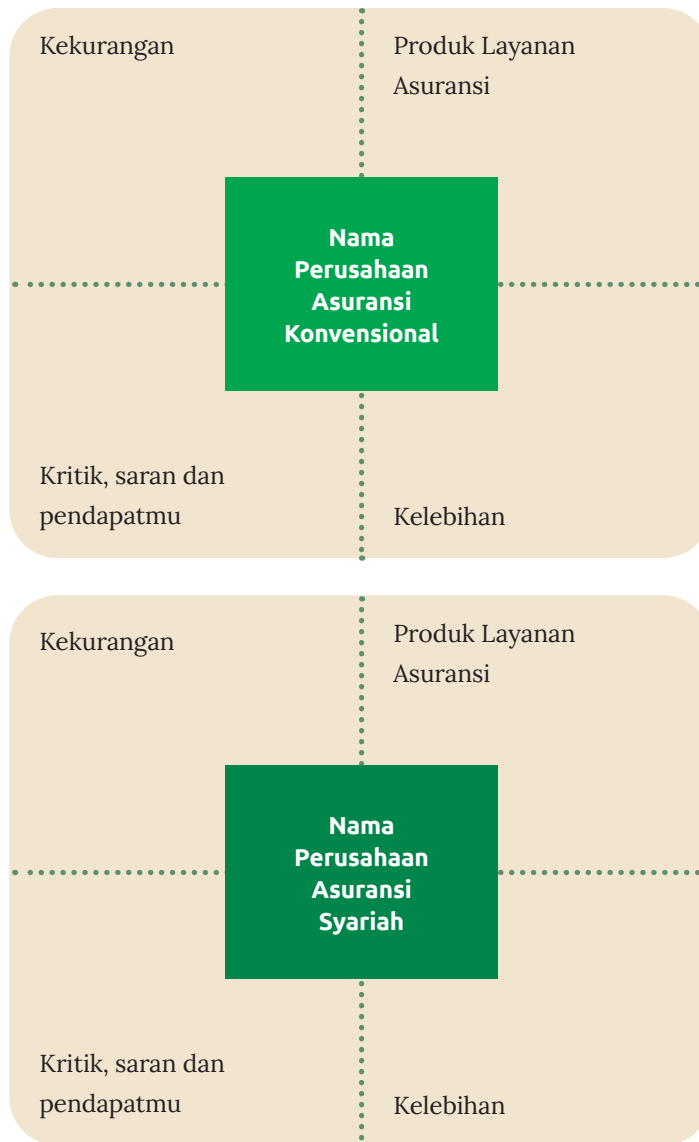 Kekurangan
Produk Layanan
Asuransi
Nama
Perusahaan
Asuransi
Konvensional
Kritik, saran dan
pendapatmu
Kelebihan
Kekurangan
Produk Layanan
Asuransi
Nama
Perusahaan
Asuransi
Syariah
Kritik, saran dan
pendapatmu
Kelebihan